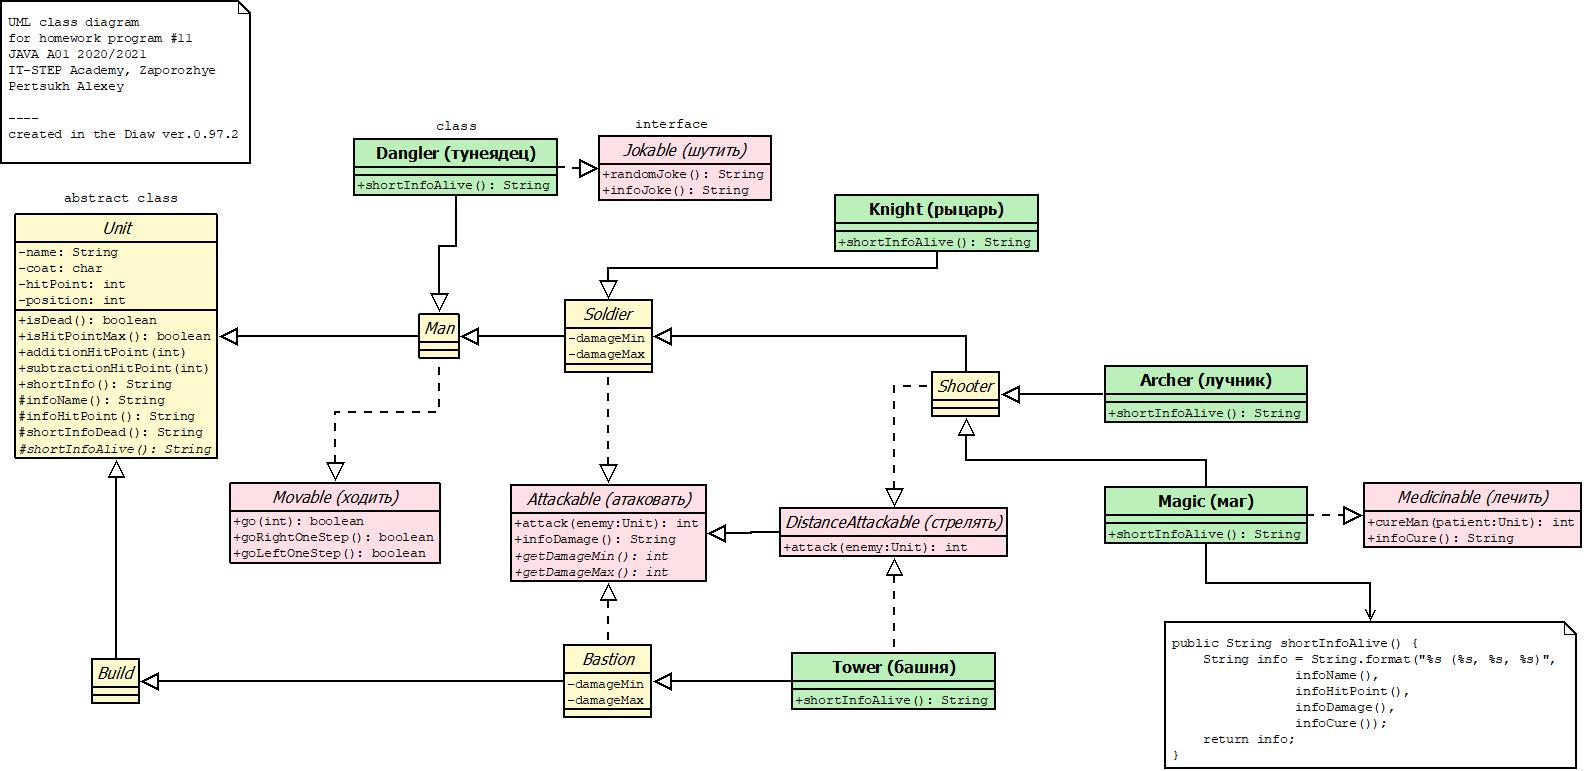 UML class diagram
for homework program #11
JAVA A01 2020/2021
IT-STEP Academy, Zaporozhye
Pertsukh Alexey
----
created in the Diaw ver.0.97.2
class
Dangler (тунеядец)
+shortInfoAlive(): String
interface
Jokable (шутить)
+randomJoke(): String
+infoJoke(): String
abstract class
Unit
-name: String
-coat: char
-hitPoint: int
-position: int
+isDead(): boolean
+isHitPointMax(): boolean
+additionHitPoint(int)
+subtractionHitPoint(int)
+shortInfo(): String
#infoName(): String
#infoHitPoint(): String
#shortInfoDead(): String
#shortInfoAlive(): String
Knight (рыцарь)
+shortInfoAlive(): String
Man
Soldier
-damageMin
-damageMax
Shooter
Archer (лучник)
+shortInfoAlive(): String
Movable (ходить)
+go(int): boolean
+goRightOneStep(): boolean
+goLeftOneStep(): boolean
Attackable (атаковать)
+attack(enemy:Unit): int
+infoDamage(): String
+getDamageMin(): int
+getDamageMax(): int
DistanceAttackable (стрелять)
+attack(enemy:Unit): int
Magic (маг)
+shortInfoAlive(): String
Medicinable (лечить)
+cureMan(patient:Unit): int
+infoCure(): String
Build
Bastion
-damageMin
-damageMax
Tower (башня)
+shortInfoAlive(): String
public String shortInfoAlive() {
String info = String.format("%s (%s, %s, %s)",
infoName(),
infoHitPoint(),
infoDamage(),
infoCure());
return info;
}